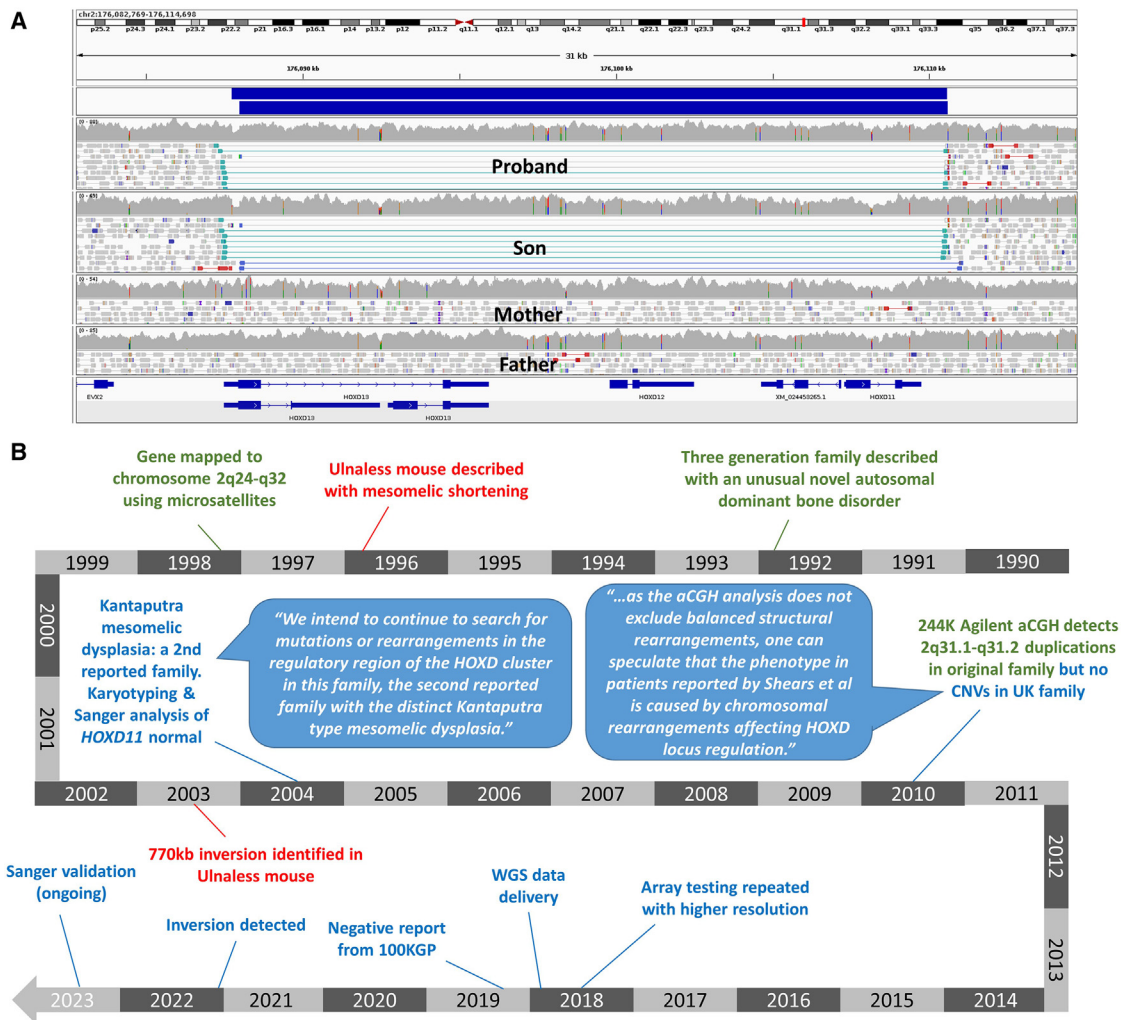 A
chr2:176,082,769-176,114,698
p25.2 p24.3 p24.1 p23.2 p22.2 p21 p16.3 p16.1 p14 p13.2 p12 p11.2 q11.1 q12.1 q13 q14.2 q21.1 q22.1 q22.3 q23.3 q24.2 q31.1 q31.3 q32.2 q33.1 q33.3 q35 q36.2 q37.1 q37.3
31 kb
176,090 kb 176,100 kb 176,110 kb
Proband
Son
Mother
Father
EVX2 HOXD13 HOXD12 XM_024453265.1 HOXD11
HOXD13 HOXD13
B
Gene mapped to
chromosome 2q24-q32
using microsatellites
Ulnaless mouse described
with mesomelic shortening
Three generation family described
with an unusual novel autosomal
dominant bone disorder
1999 1998 1997 1996 1995 1994 1993 1992 1991 1990
2000
2001
Kantaputra
mesomelic
dysplasia: a 2nd
reported family.
Karyotyping &
Sanger analysis of
HOXD11 normal
“We intend to continue to search for
mutations or rearrangements in the
regulatory region of the HOXD cluster
in this family, the second reported
family with the distinct Kantaputra
type mesomelic dysplasia.”
“...as the aCGH analysis does not
exclude balanced structural
rearrangements, one can
speculate that the phenotype in
patients reported by Shears et al
is caused by chromosomal
rearrangements affecting HOXD
locus regulation.”
244K Agilent aCGH detects
2q31.1-q31.2 duplications
in original family but no
CNVs in UK family
2002 2003 2004 2005 2006 2007 2008 2009 2010 2011
2012
2013
770kb inversion identified in
Ulnaless mouse
Sanger validation
(ongoing)
Inversion detected
Negative report
from 100KGP
WGS data
delivery
Array testing repeated
with higher resolution
2023 2022 2021 2020 2019 2018 2017 2016 2015 2014